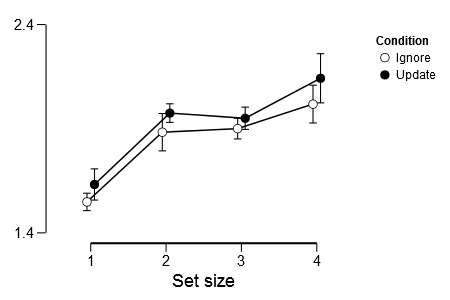 2.4
Condition
Ignore
Update
1.4
1 2 3 4
Set size